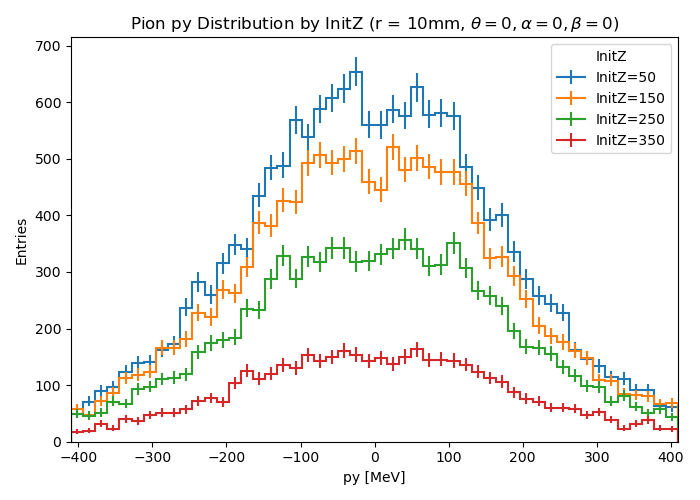 Pion py Distribution by InitZ (r = 10mm, θ = 0, α = 0, β = 0)
InitZ
InitZ=50
InitZ=150
InitZ=250
InitZ=350
Entries
700
600
500
400
300
200
100
0
−400 −300 −200 −100 0 100 200 300 400
py [MeV]